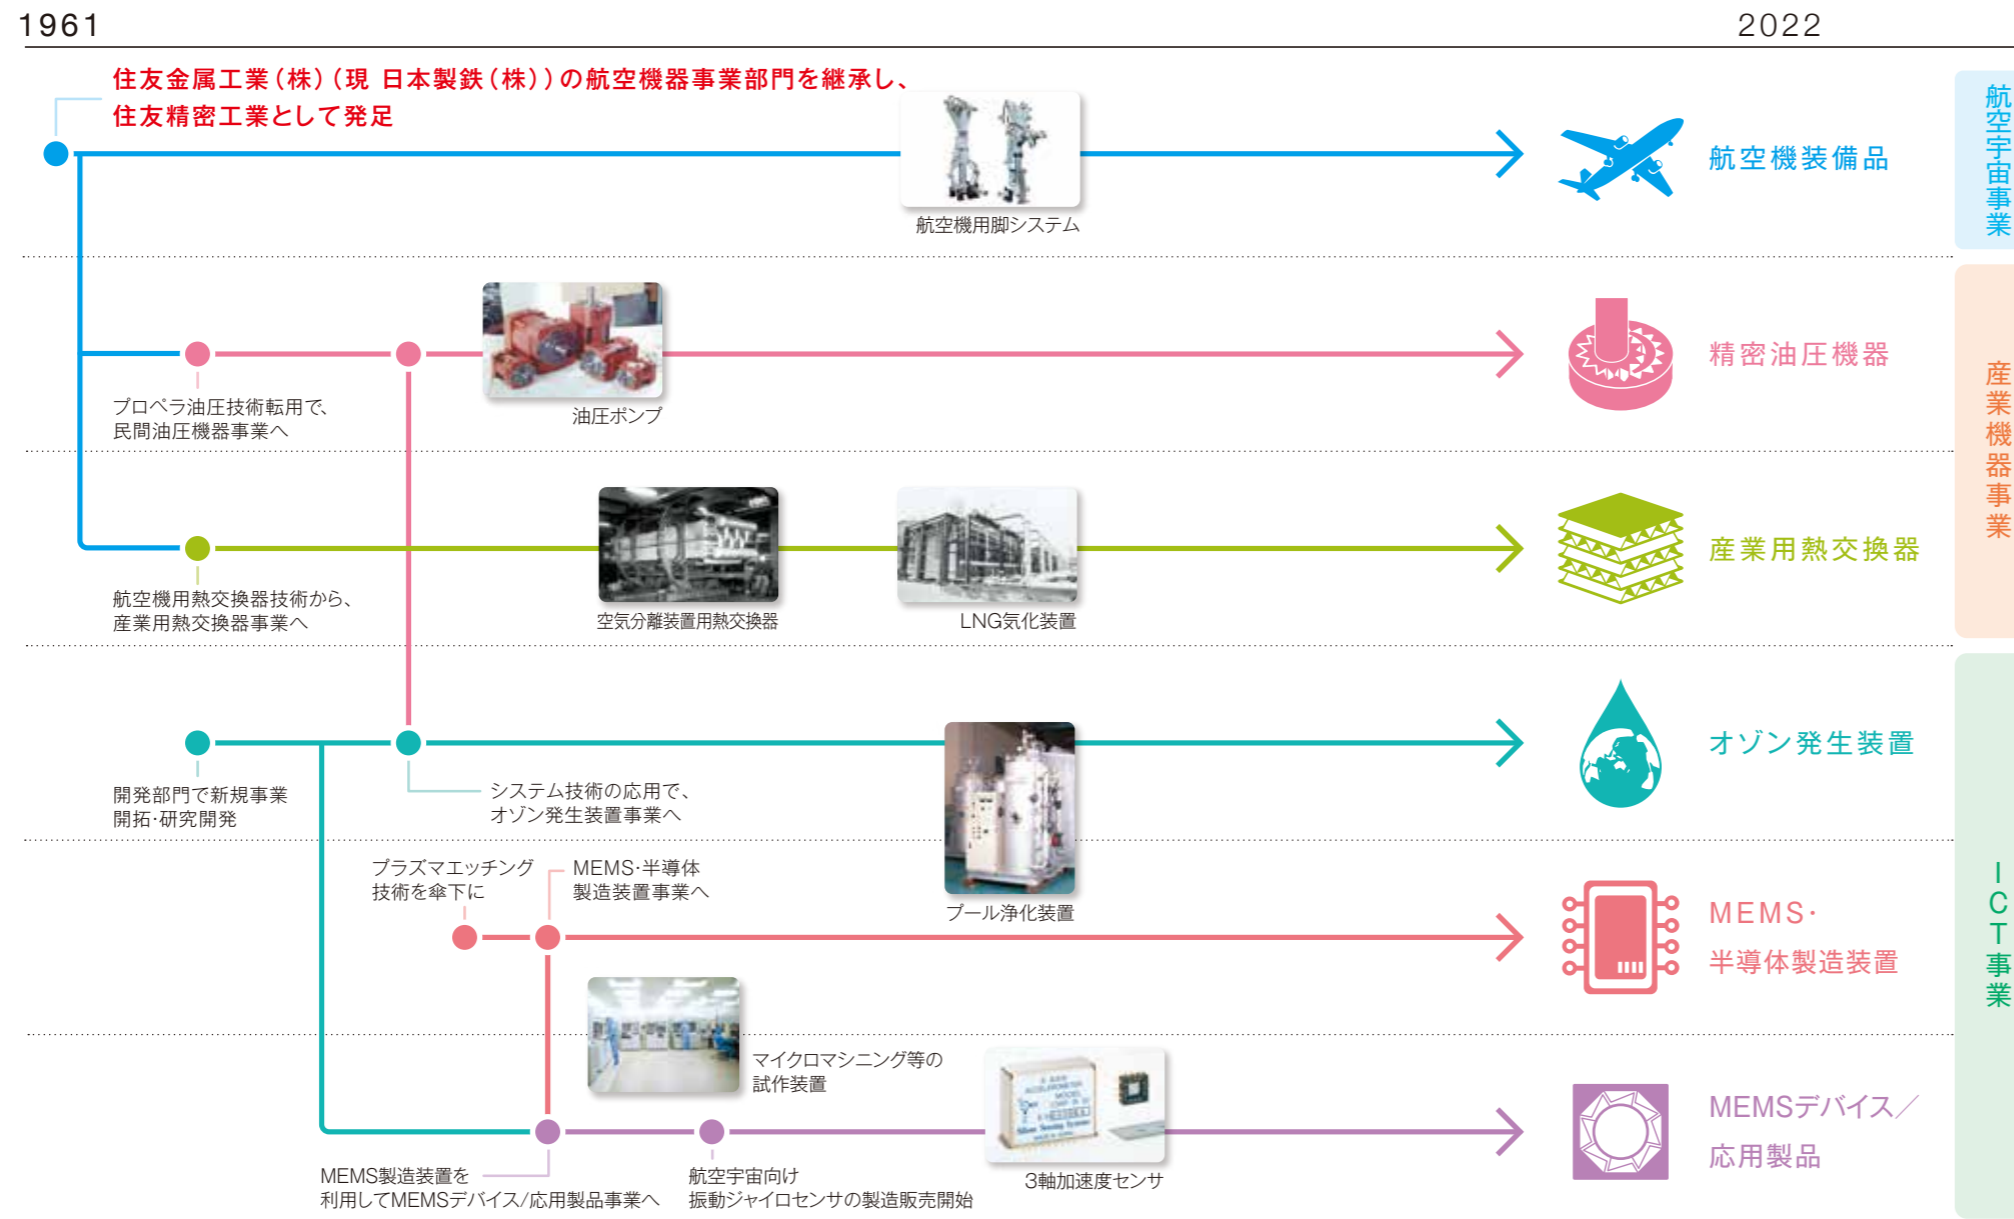 1961
2022
住友金属工業(株)(現 日本製鉄(株))の航空機器事業部門を継承し、
住友精密工業として発足
航空機用脚システム
航空機装備品
航空宇宙事業
プロペラ油圧技術転用で、
民間油圧機器事業へ
油圧ポンプ
精密油圧機器
産業機器事業
航空機用熱交換器技術から、
産業用熱交換器事業へ
空気分離装置用熱交換器
LNG気化装置
産業用熱交換器
開発部門で新規事業
開拓・研究開発
システム技術の応用で、
オゾン発生装置事業へ
プール浄化装置
オゾン発生装置
プラズマエッチング
技術を傘下に
MEMS・半導体
製造装置事業へ
MEMS・
半導体製造装置
ICT事業
マイクロマシニング等の
試作装置
MEMS製造装置を
利用してMEMSデバイス/応用製品事業へ
航空宇宙向け
振動ジャイロセンサの製造販売開始
ACCELEROMETER
MODEL
Silicon Sensing Systems
3軸加速度センサ
MEMSデバイス／
応用製品